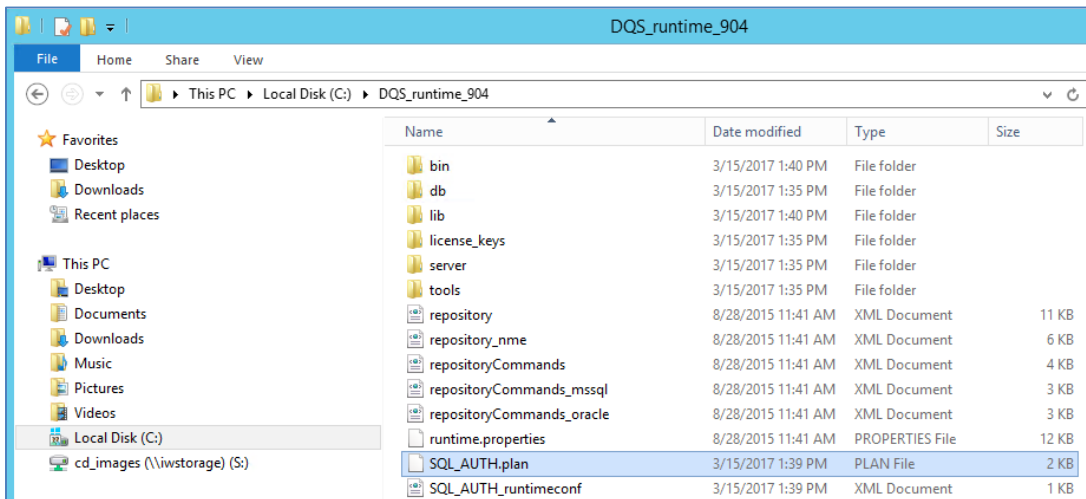 DQS_runtime_904
File Home Share View
This PC Local Disk (C:) DQS_runtime_904
Favorites
Desktop
Downloads
Recent places
This PC
Desktop
Documents
Downloads
Music
Pictures
Videos
Local Disk (C:)
cd_images (\\iwstorage) (S:)
Name Date modified Type Size
bin 3/15/2017 1:40 PM File folder
db 3/15/2017 1:35 PM File folder
lib 3/15/2017 1:40 PM File folder
license_keys 3/15/2017 1:35 PM File folder
server 3/15/2017 1:35 PM File folder
tools 3/15/2017 1:35 PM File folder
repository 8/28/2015 11:41 AM XML Document 11 KB
repository_nme 8/28/2015 11:41 AM XML Document 6 KB
repositoryCommands 8/28/2015 11:41 AM XML Document 4 KB
repositoryCommands_mssql 8/28/2015 11:41 AM XML Document 3 KB
repositoryCommands_oracle 8/28/2015 11:41 AM XML Document 3 KB
runtime.properties 8/28/2015 11:41 AM PROPERTIES File 12 KB
SQL_AUTH.plan 3/15/2017 1:39 PM PLAN File 2 KB
SQL_AUTH_runtimeconf 3/15/2017 1:39 PM XML Document 1 KB